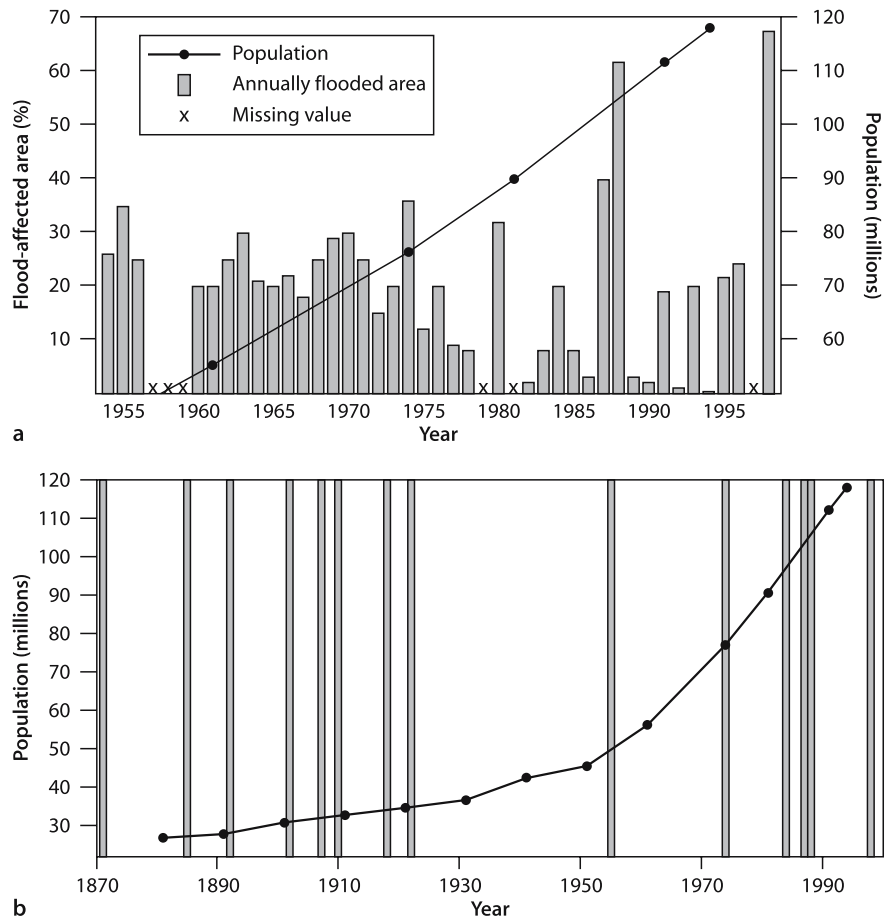 70
60
50
40
30
20
10
Flood-affected area (%)
Population
Annually flooded area
x Missing value
120
110
100
90
80
70
60
Population (millions)
x x x x x x
1955 1960 1965 1970 1975 1980 1985 1990 1995
Year
a
120
110
100
90
80
70
60
50
40
30
Population (millions)
1870 1890 1910 1930 1950 1970 1990
Year
b